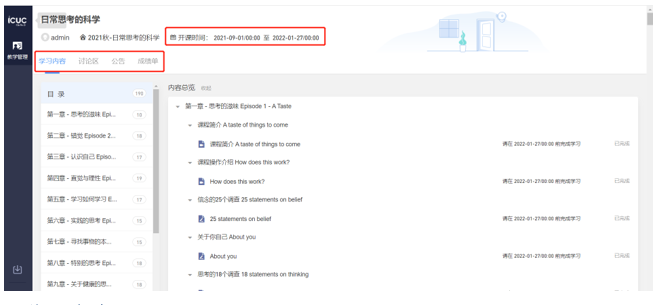 icuc
日常思考的科学
admin 2021秋-日常思考的科学 开课时间： 2021-09-01/00:00 至 2022-01-27/00:00
教学管理
学习内容 讨论区 公告 成绩单
目 录
内容总览 收起
第一章 - 思考的滋味 Epi...
第二章 - 错觉 Episode 2... 18
第三章 - 认识自己 Episo... 17
第四章 - 直觉与理性 Epi... 19
第五章 - 学习如何学习 E... 17
第六章 - 实践的思考 Epi... 15
第七章 - 寻找事物的本...
第八章 - 特别的思考 Epi...
第九章 - 关于健康的思...
第一章 - 思考的滋味 Episode 1 - A Taste
课程简介 A taste of things to come
课程简介 A taste of things to come 请在 2022-01-27/00:00 前完成学习 已完成
课程操作介绍 How does this work?
How does this work? 请在 2022-01-27/00:00 前完成学习 已完成
信念的25个调查 25 statements on belief
25 statements on belief 请在 2022-01-27/00:00 前完成学习 已完成
关于你自己 About you
About you 请在 2022-01-27/00:00 前完成学习 已完成
思考的18个调查 18 statements on thinking